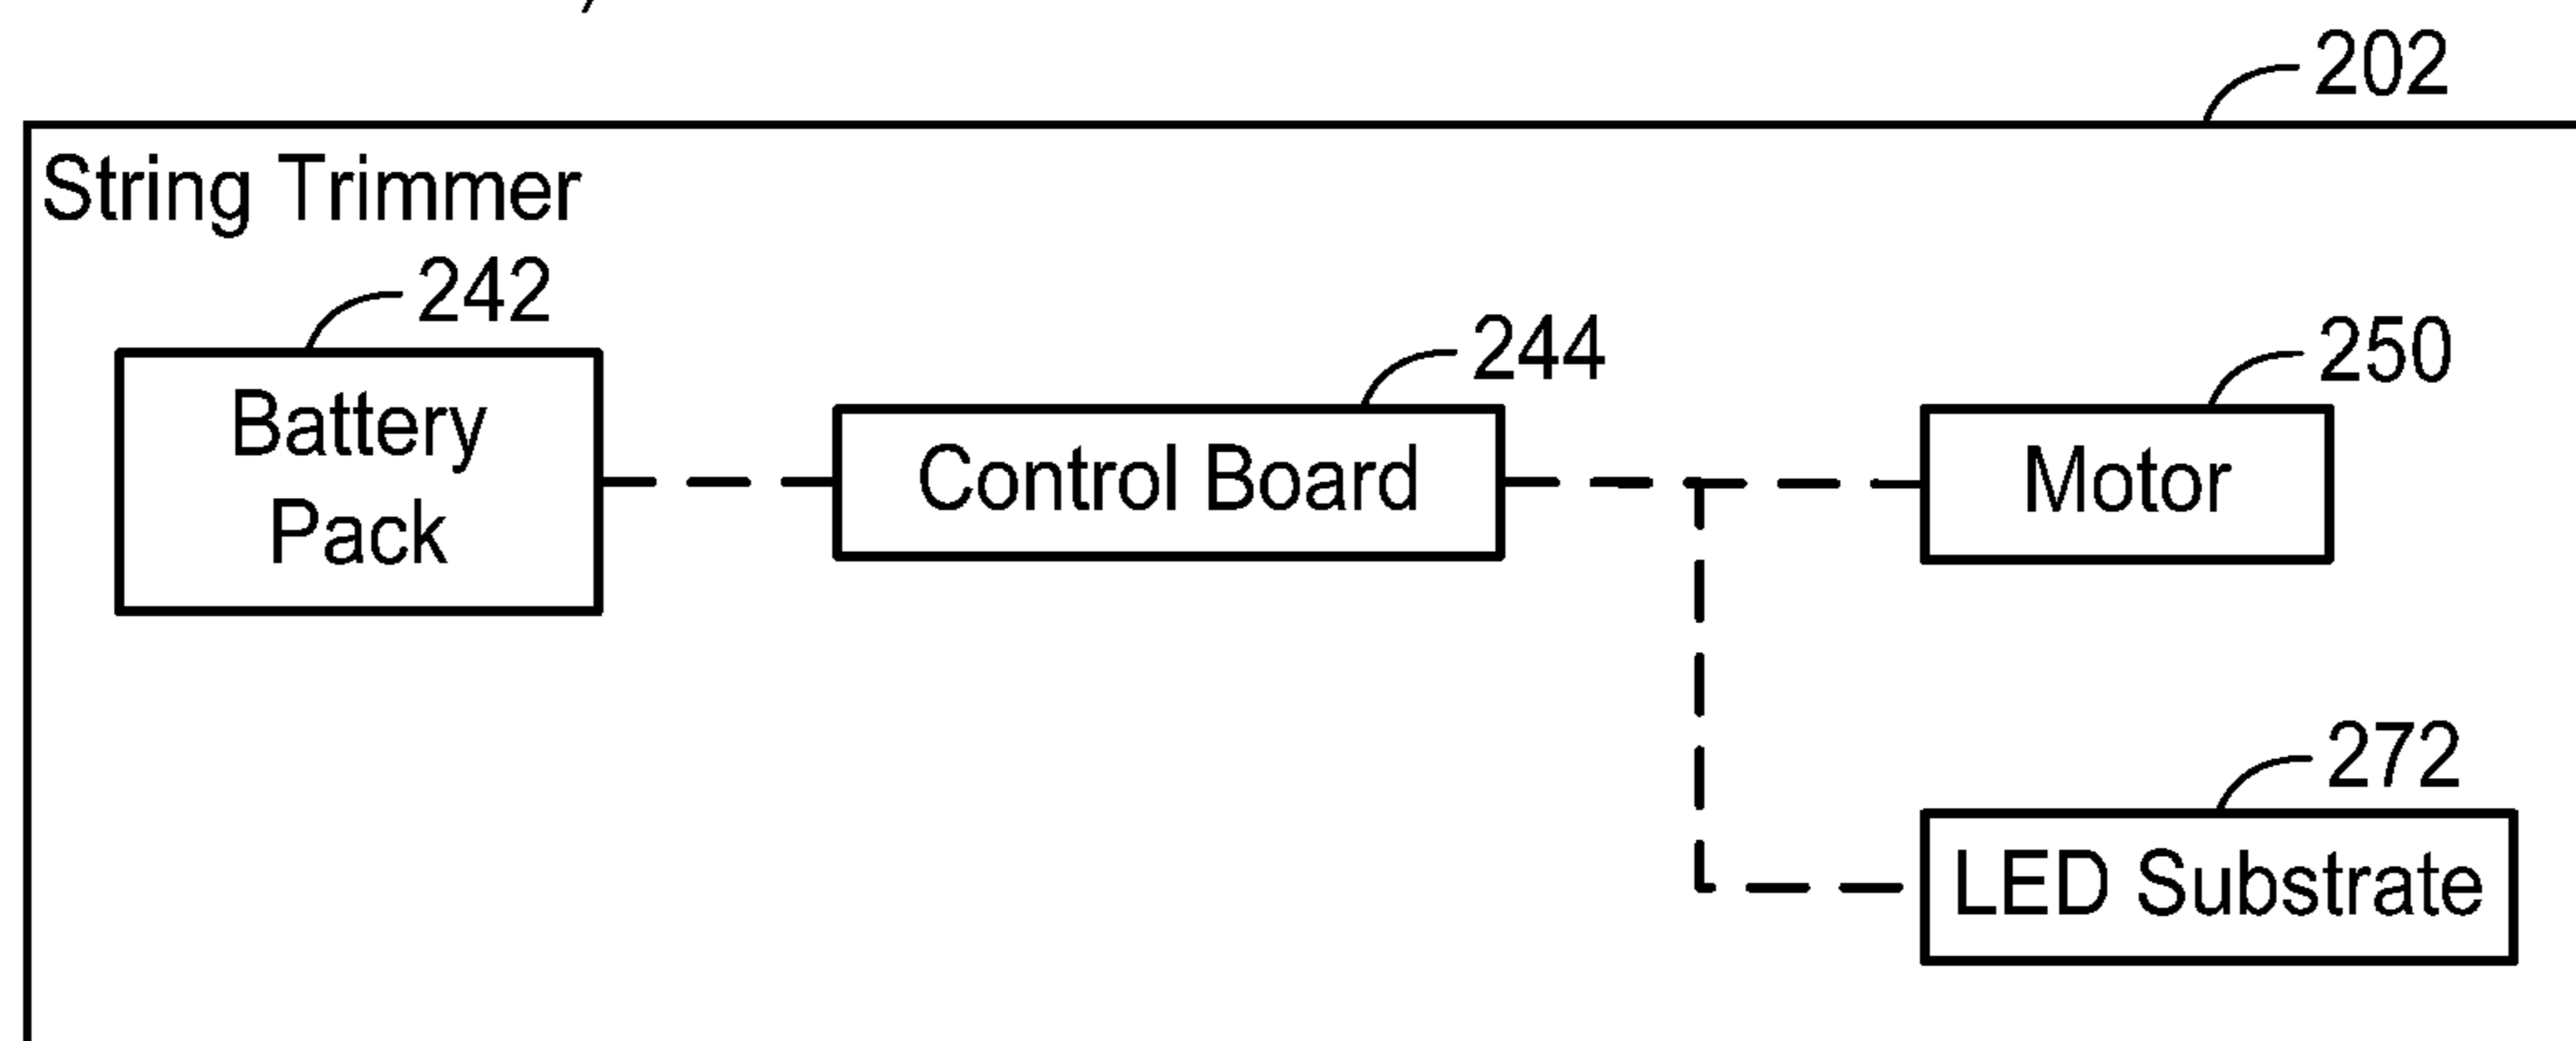 202
String Trimmer
242
244
250
Battery
Pack
Control Board
Motor
272
LED Substrate